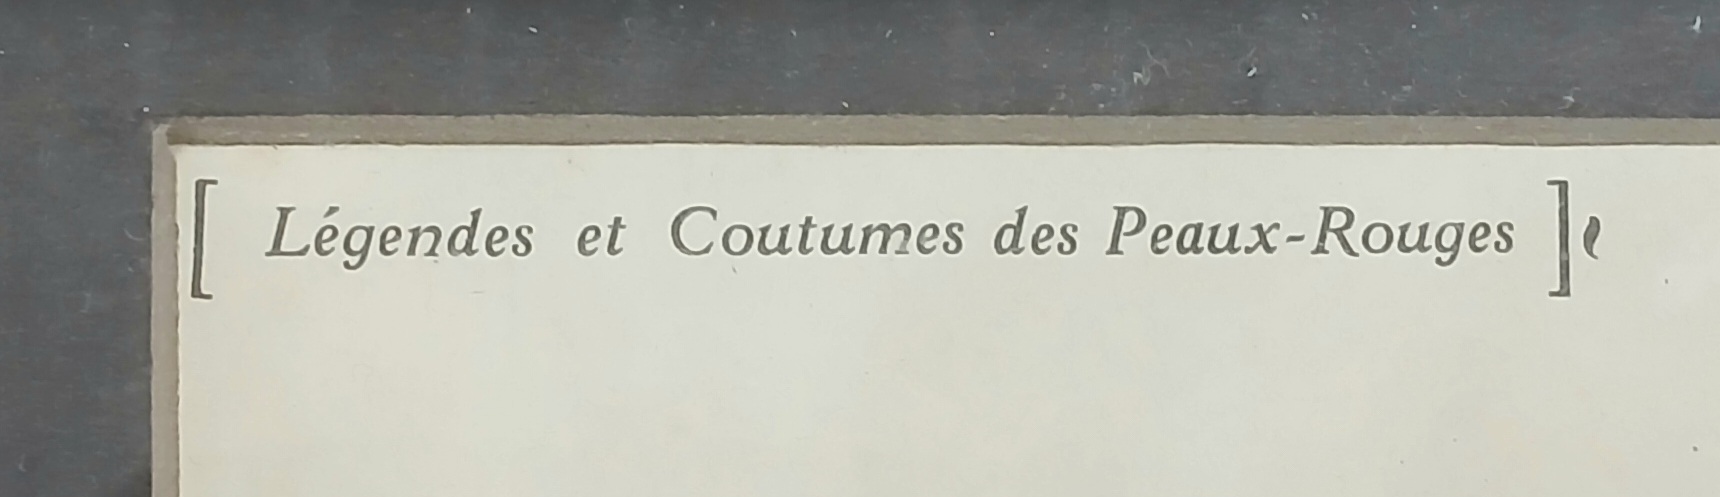 [ Légendes et Coutumes des Peaux-Rouges ]